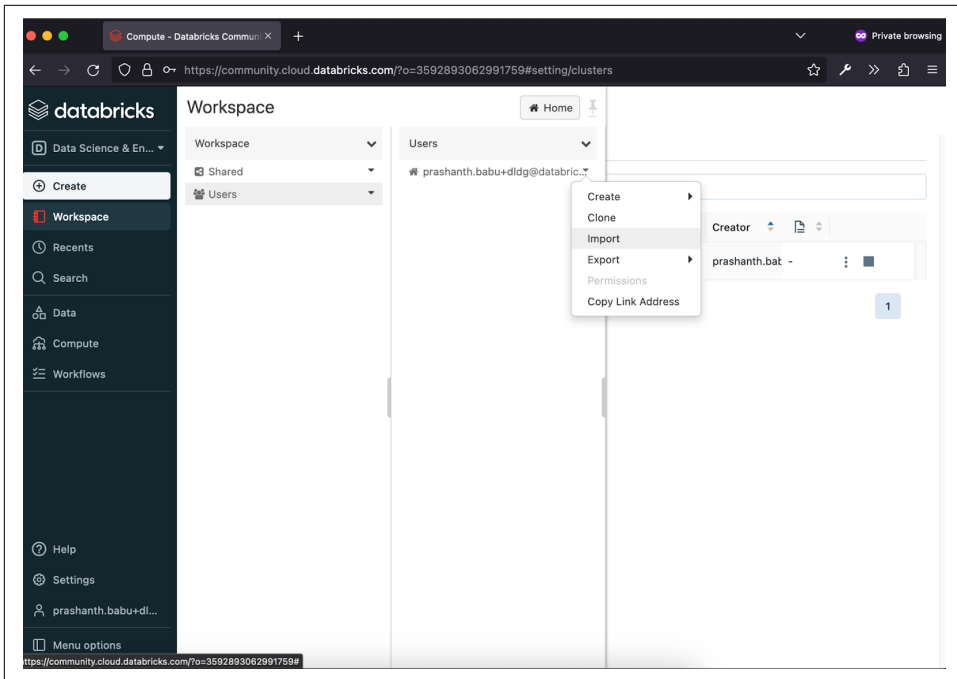 Compute - Databricks Communi
Private browsing
https://community.cloud.databricks.com/?o=3592893062991759#setting/clusters
databricks
D Data Science & En...
Create
Workspace
Recents
Search
Data
Compute
Workflows
Help
Settings
prashanth.babu+dl...
Menu options
ttps://community.cloud.databricks.com/?o=3592893062991759#
Workspace
Home
Workspace
Shared
Users
Users
prashanth.babu+dldg@databric...
Create
Clone
Import
Export
Permissions
Copy Link Address
Creator
prashanth.bab -
1